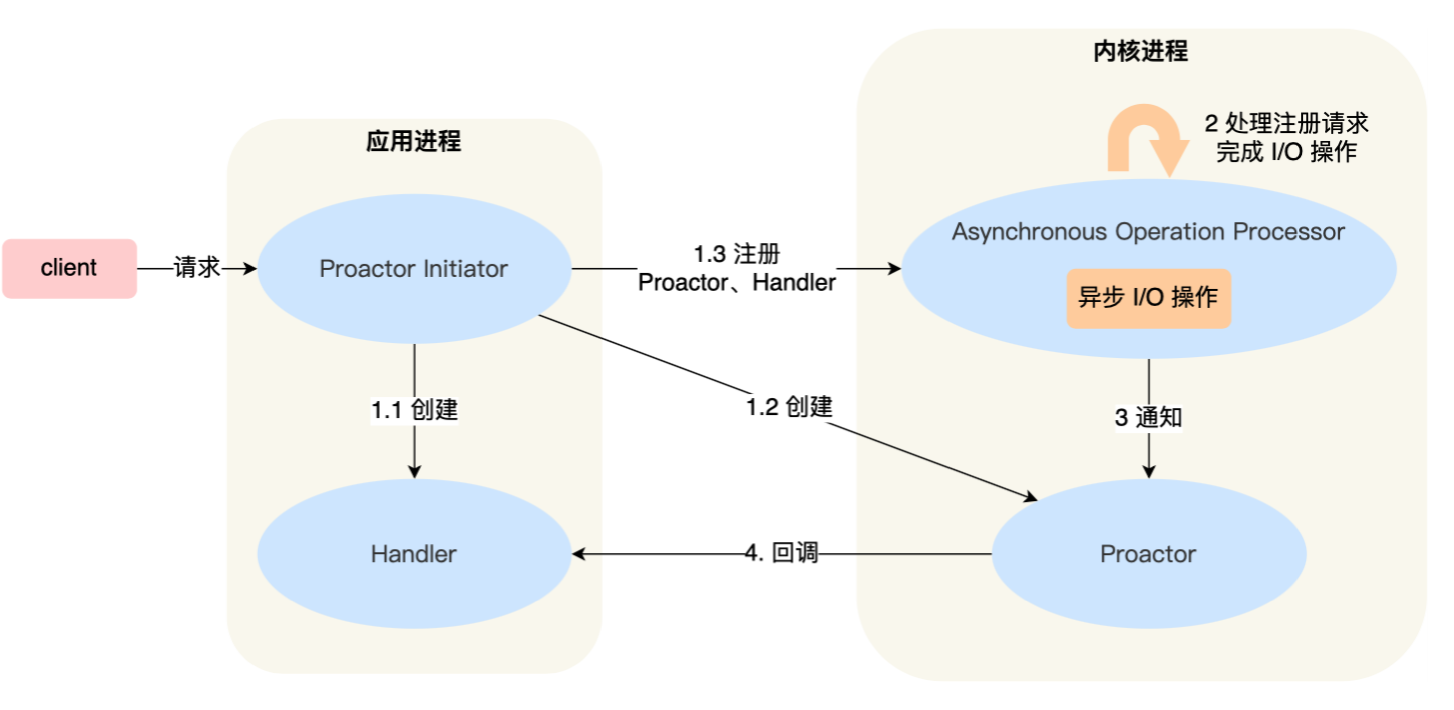 内核进程
2 处理注册请求
完成 I/O 操作
应用进程
client
请求
Proactor Initiator
1.3 注册
Proactor、Handler
Asynchronous Operation Processor
异步 I/O 操作
1.1 创建
1.2 创建
3 通知
Handler
4. 回调
Proactor